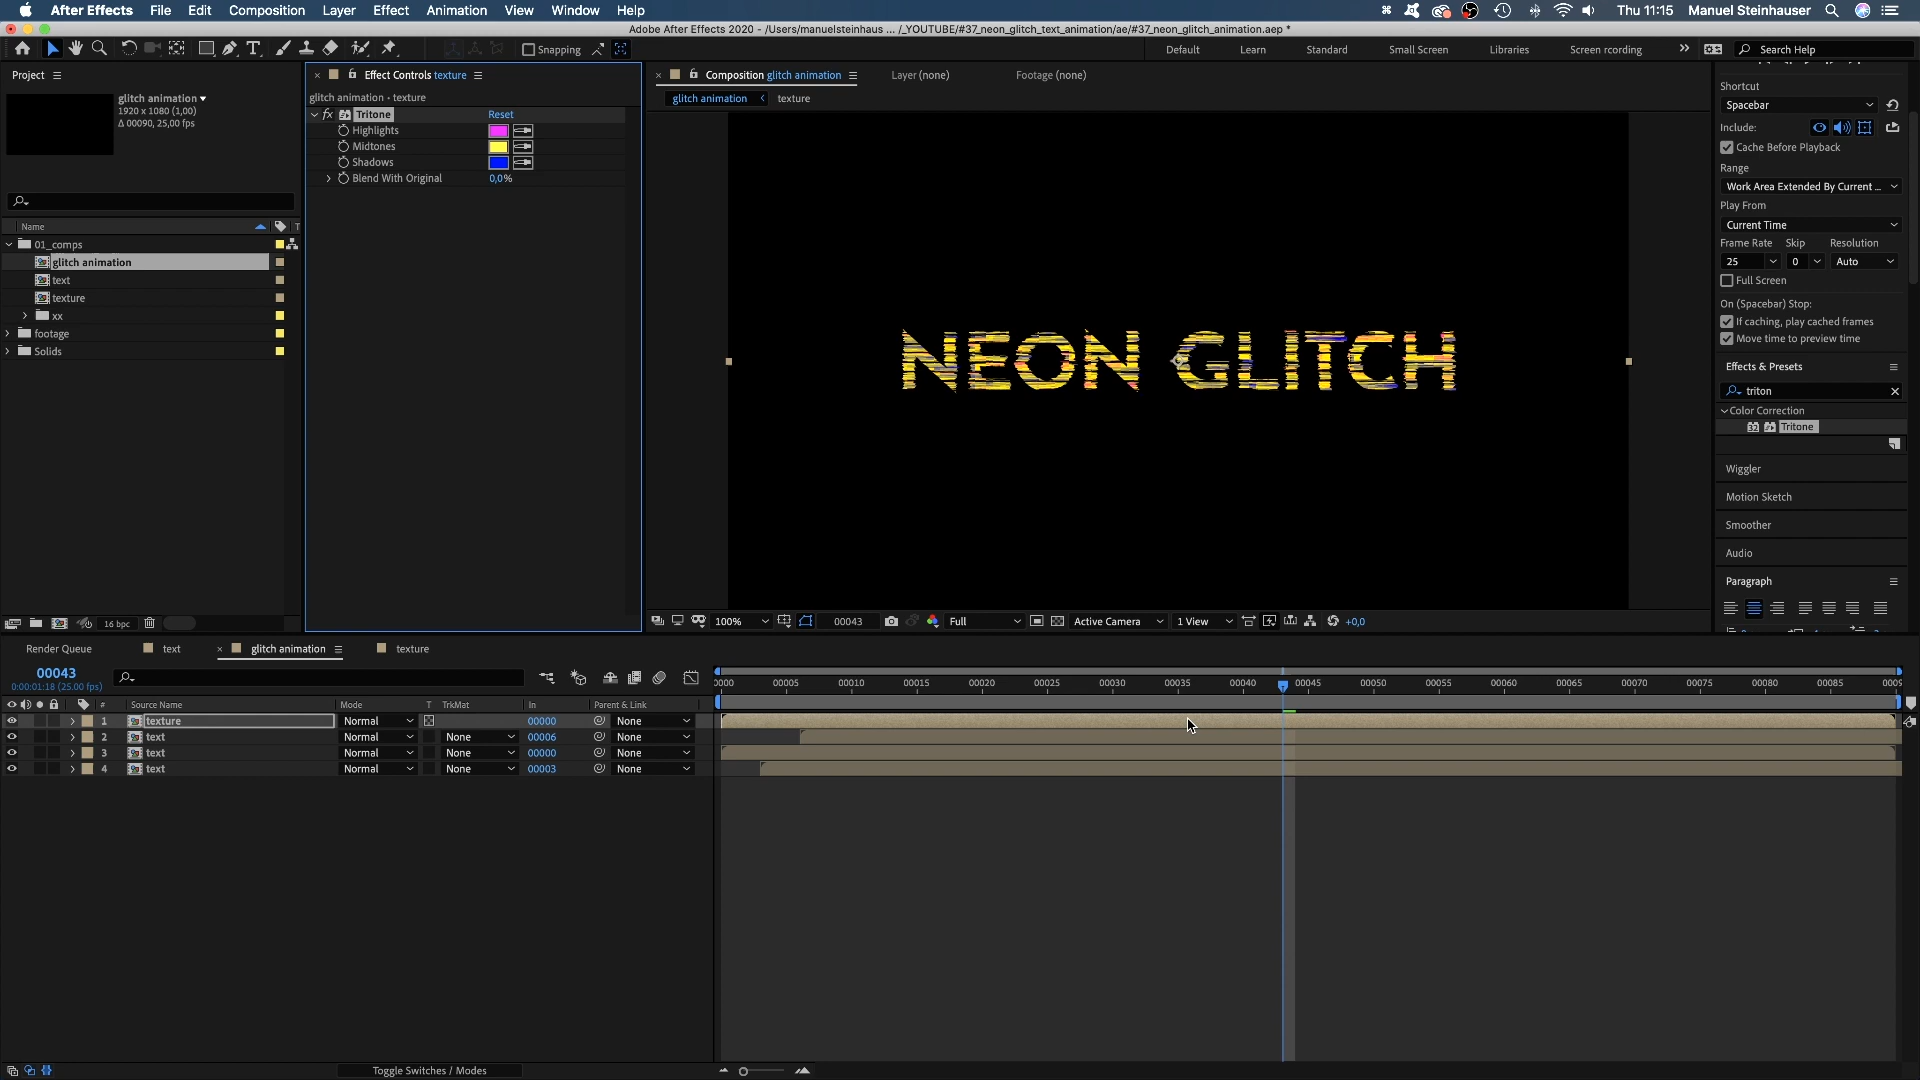 After Effects File Edit Composition Layer Effect Animation View Window Help Thu 11:15 Manuel Steinhauser
Adobe After Effects 2020 - /Users/manuelsteinhaus ... /_YOUTUBE/#37_neon_glitch_text_animation/ae/#37_neon_glitch_animation.aep *
Snapping Default Learn Standard Small Screen Libraries Screen rcording Search Help
Project
glitch animation
1920 x 1080 (1,00)
Δ 00090, 25,00 fps
Name
01_comps
glitch animation
text
texture
xx
footage
Solids
16 bpc
Effect Controls texture
glitch animation • texture
fx Tritone Reset
Highlights
Midtones
Shadows
Blend With Original 0,0%
Composition glitch animation Layer (none) Footage (none)
glitch animation texture
NEON GLITCH
100% 00043 Full Active Camera 1 View +0,0
Shortcut
Spacebar
Include:
Cache Before Playback
Range
Work Area Extended By Current ...
Play From
Current Time
Frame Rate Skip Resolution
25 0 Auto
Full Screen
On (Spacebar) Stop:
If caching, play cached frames
Move time to preview time
Effects & Presets
triton
Color Correction
32 Tritone
Wiggler
Motion Sketch
Smoother
Audio
Paragraph
Render Queue text glitch animation texture
00043
0:00:01:18 (25.00 fps)
0000 00005 00010 00015 00020 00025 00030 00035 00040 00045 00050 00055 00060 00065 00070 00075 00080 00085 0009
# Source Name Mode T TrkMat In Parent & Link
1 texture Normal 00000 None
2 text Normal None 00006 None
3 text Normal None 00000 None
4 text Normal None 00003 None
Toggle Switches / Modes